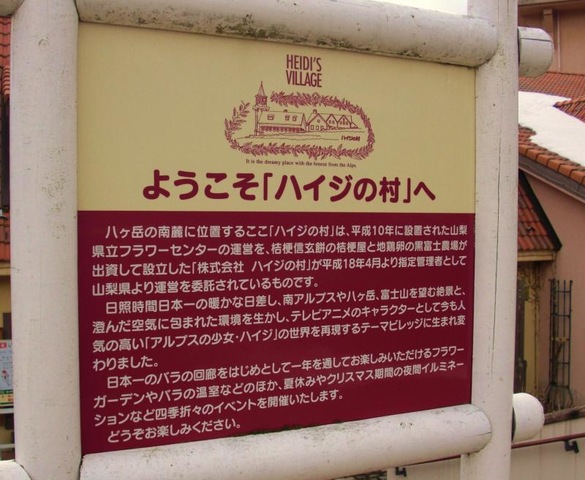 HEIDI'S
VILLAGE
ハイジの村
It is the dreamy place with the breeze from the Alps.
ようこそ「ハイジの村」へ
八ヶ岳の南麓に位置するここ「ハイジの村」は、平成10年に設置された山梨
県立フラワーセンターの運営を、桔梗信玄餅の桔梗屋と地鶏卵の黒富士農場が
出資して設立した「株式会社 ハイジの村」が平成18年4月より指定管理者として
山梨県より運営を委託されているものです。
日照時間日本一の暖かな日差し、南アルプスや八ヶ岳、富士山を望む絶景と、
澄んだ空気に包まれた環境を生かし、テレビアニメのキャラクターとして今も人
気の高い「アルプスの少女・ハイジ」の世界を再現するテーマビレッジに生まれ変
わりました。
日本一のバラの回廊をはじめとして一年を通してお楽しみいただけるフラワー
ガーデンやバラの温室などのほか、夏休みやクリスマス期間の夜間イルミネー
ションなど四季折々のイベントを開催いたします。
どうぞお楽しみください。